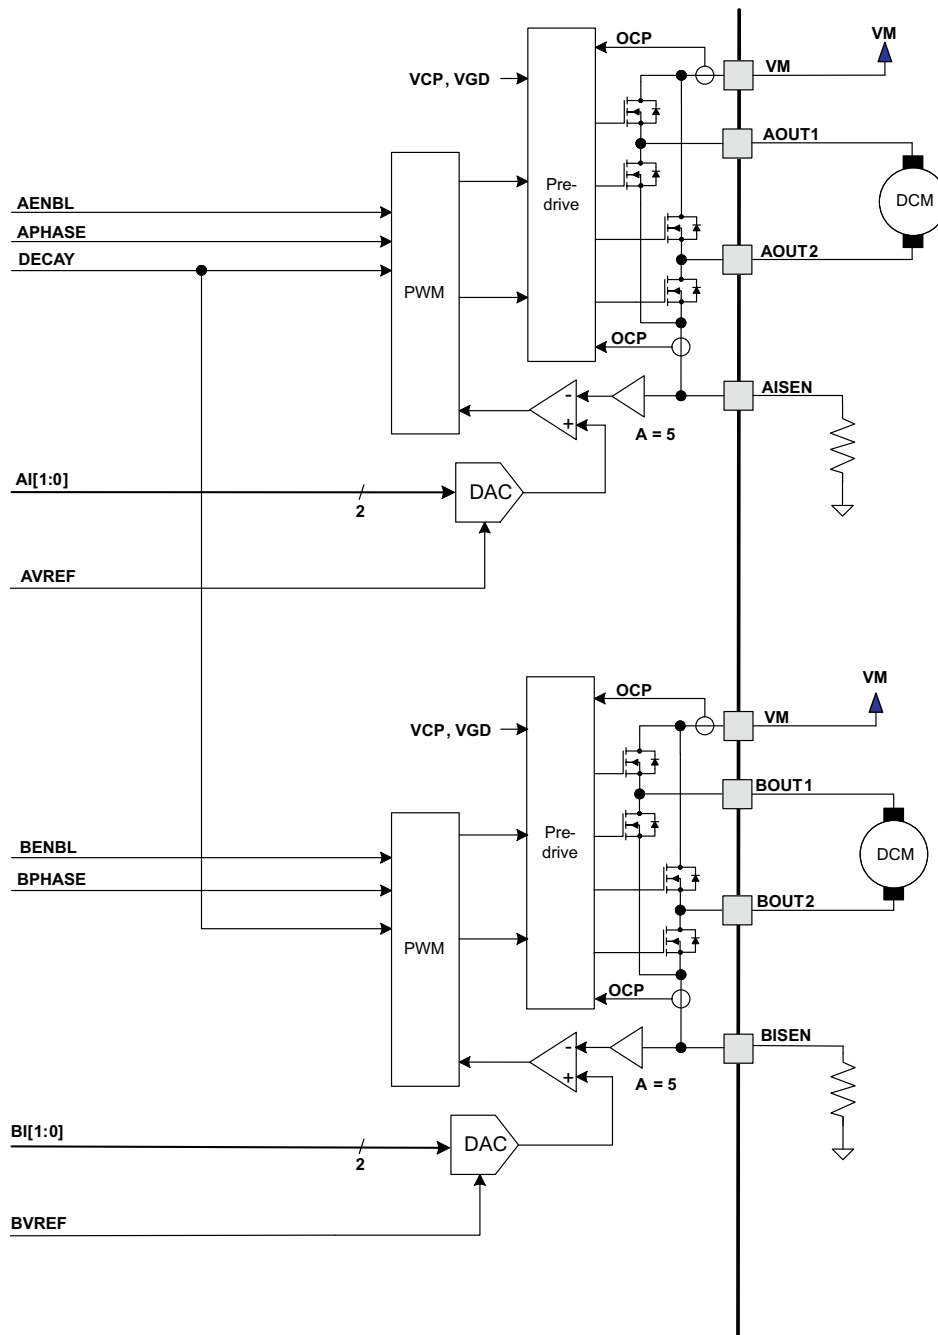 OCP
VM
VM
VCP, VGD
AOUT1
Pre-
drive
DCM
AENBL
APHASE
DECAY
AOUT2
PWM
OCP
AISEN
-
+
A = 5
AI[1:0]
2
DAC
AVREF
OCP
VM
VM
VCP, VGD
BOUT1
Pre-
drive
DCM
BENBL
BPHASE
BOUT2
PWM
OCP
BISEN
-
+
A = 5
BI[1:0]
2
DAC
BVREF